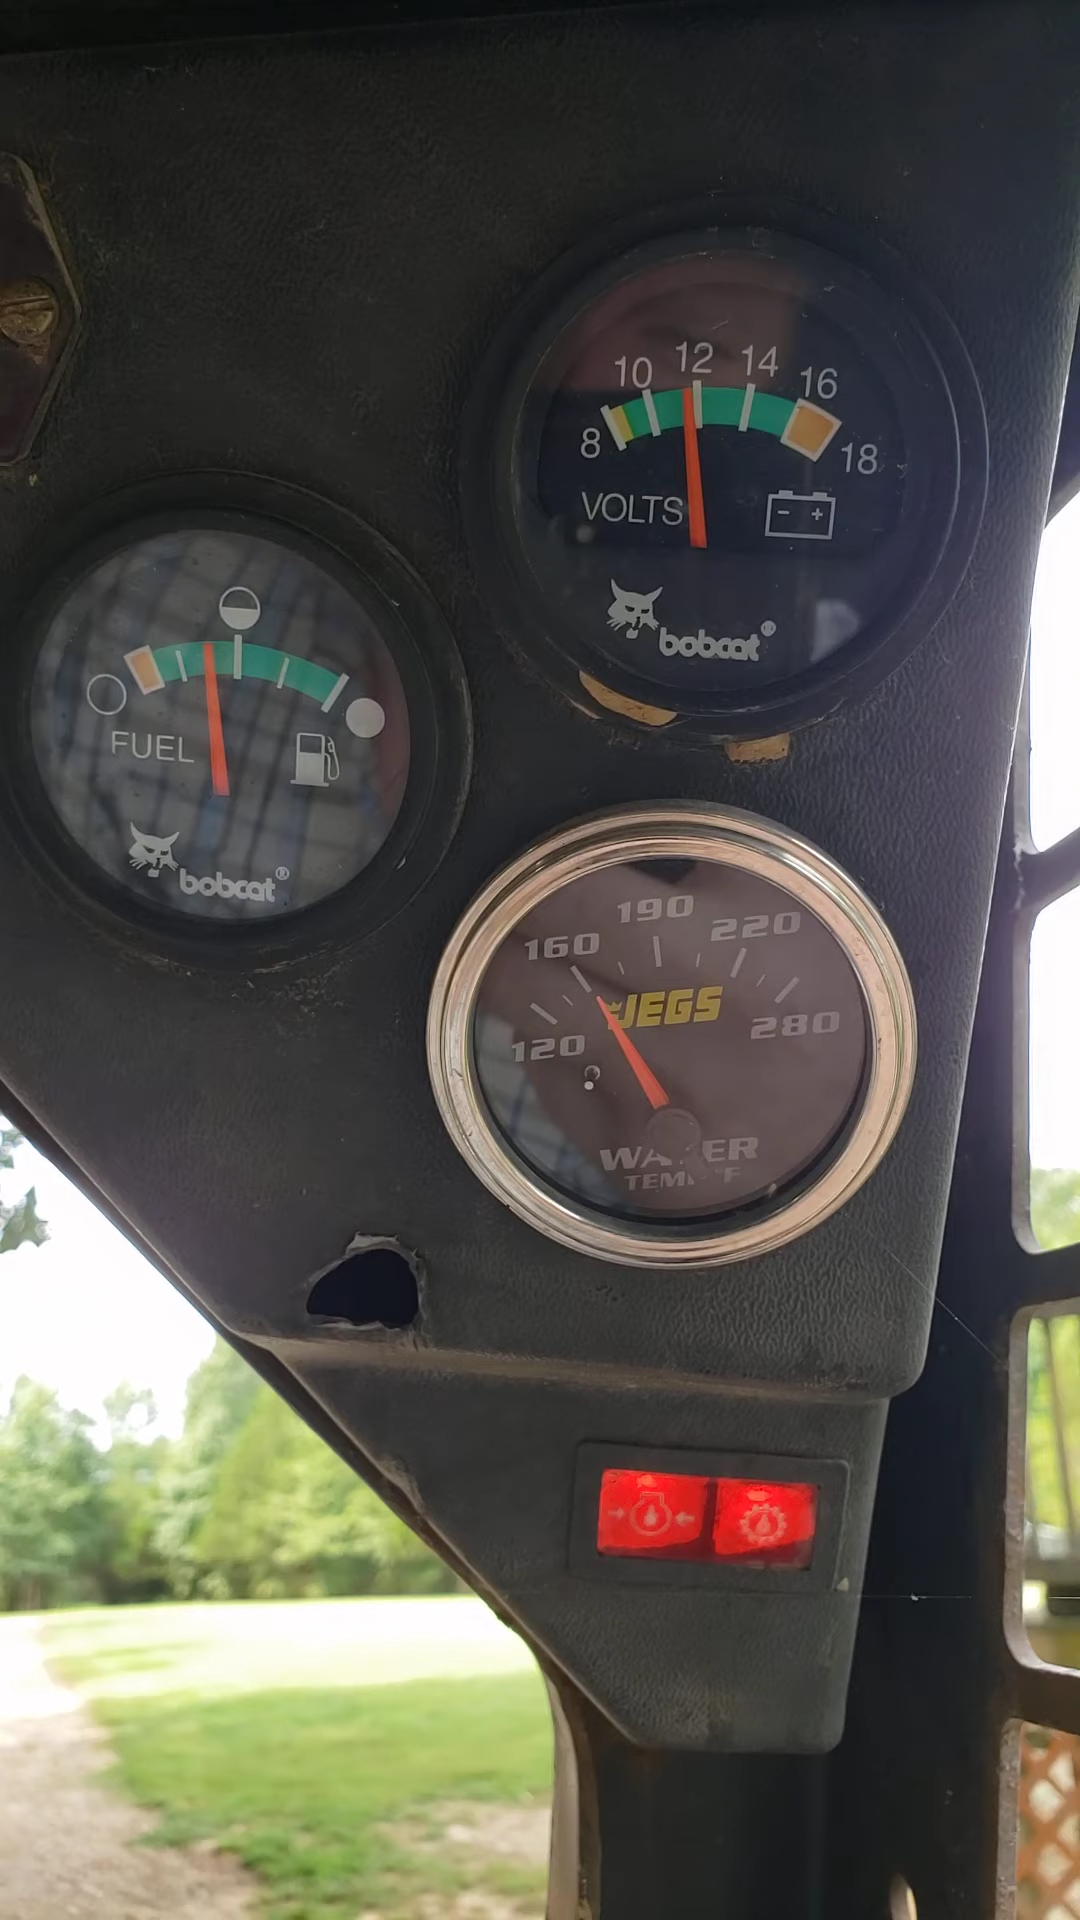 10 12 14 16
8 18
VOLTS
- +
bobcat®
FUEL
bobcat®
160 190 220
JEGS
120 280
WATER
TEMP °F